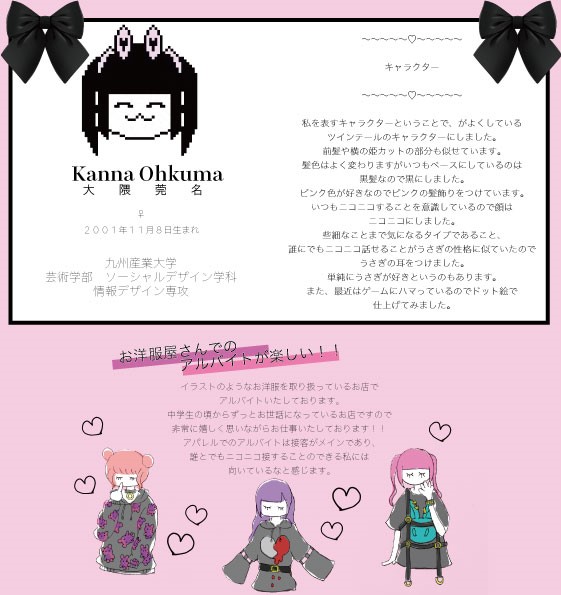 Kanna Ohkuma
大隈莞名
♀
2001年11月8日生まれ
九州産業大学
芸術学部　ソーシャルデザイン学科
情報デザイン専攻
～～～～～♡～～～～～
キャラクター
～～～～～♡～～～～～
私を表すキャラクターということで、がよくしている
ツインテールのキャラクターにしました。
前髪や横の姫カットの部分も似せています。
髪色はよく変わりますがいつもベースにしているのは
黒髪なので黒にしました。
ピンク色が好きなのでピンクの髪飾りをつけています。
いつもニコニコすることを意識しているので顔は
ニコニコにしました。
些細なことまで気になるタイプであること、
誰にでもニコニコ話せることがうさぎの性格に似ていたので
うさぎの耳をつけました。
単純にうさぎが好きというのもあります。
また、最近はゲームにハマっているのでドット絵で
仕上げてみました。
お洋服屋さんでの
アルバイトが楽しい！！
イラストのようなお洋服を取り扱っているお店で
アルバイトいたしております。
中学生の頃からずっとお世話になっているお店ですので
非常に嬉しく思いながらお仕事いたしております！！
アパレルでのアルバイトは接客がメインであり、
誰とでもニコニコ接することのできる私には
向いているなと感じます。